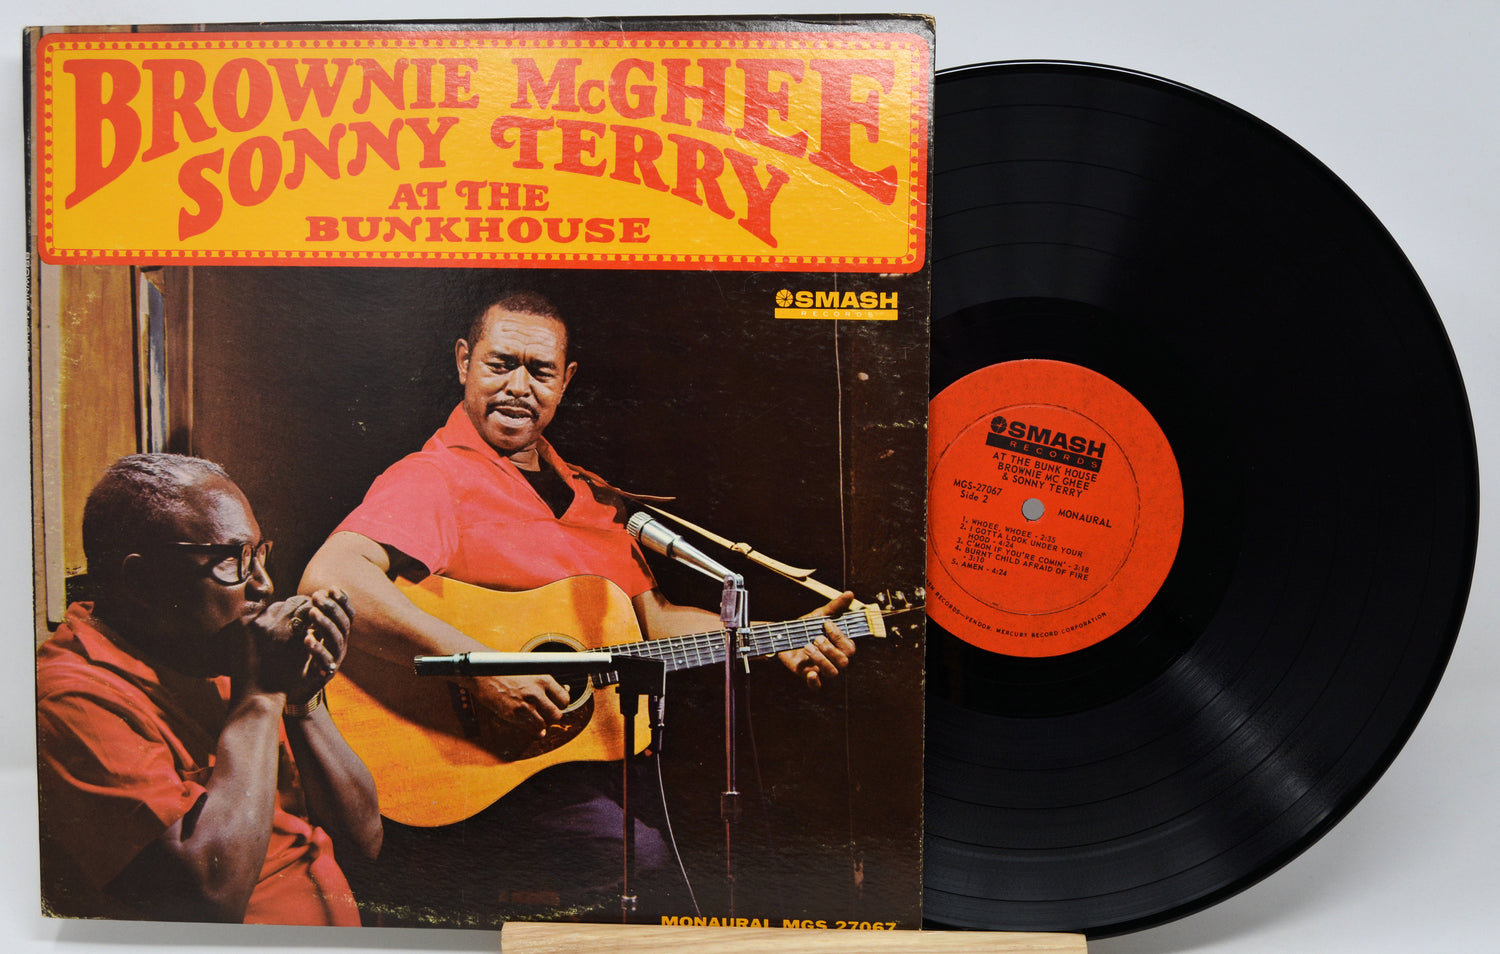 BROWNIE McGHEE
SONNY TERRY
AT THE
BUNKHOUSE
SMASH
RECORDS
MONAURAL MGS 27067
SMASH
RECORDS
AT THE BUNK HOUSE
BROWNIE MC GHEE
& SONNY TERRY
MGS-27067
Side 2
MONAURAL
1. WHOEE, WHOEE - 2:35
2. I GOTTA LOOK UNDER YOUR
HOOD - 4:24
3. C'MON IF YOU'RE COMIN' - 3:18
4. BURNT CHILD AFRAID OF FIRE
- 3:10
5. AMEN - 4:24
RECORDS—VENDOR: MERCURY RECORD CORPORATION